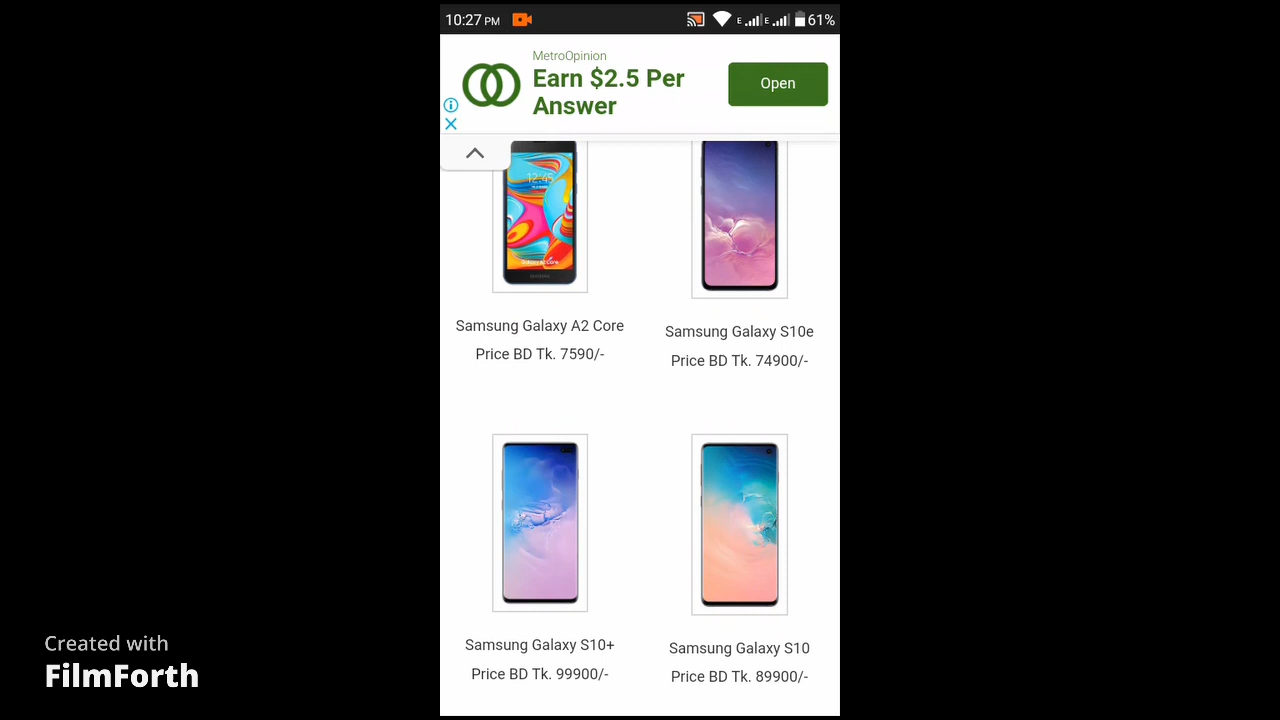 10:27 PM
E E 61%
MetroOpinion
Earn $2.5 Per
Answer
Open
12:45
Samsung Galaxy A2 Core
Price BD Tk. 7590/-
Samsung Galaxy S10e
Price BD Tk. 74900/-
Samsung Galaxy S10+
Price BD Tk. 99900/-
Samsung Galaxy S10
Price BD Tk. 89900/-
Created with
FilmForth